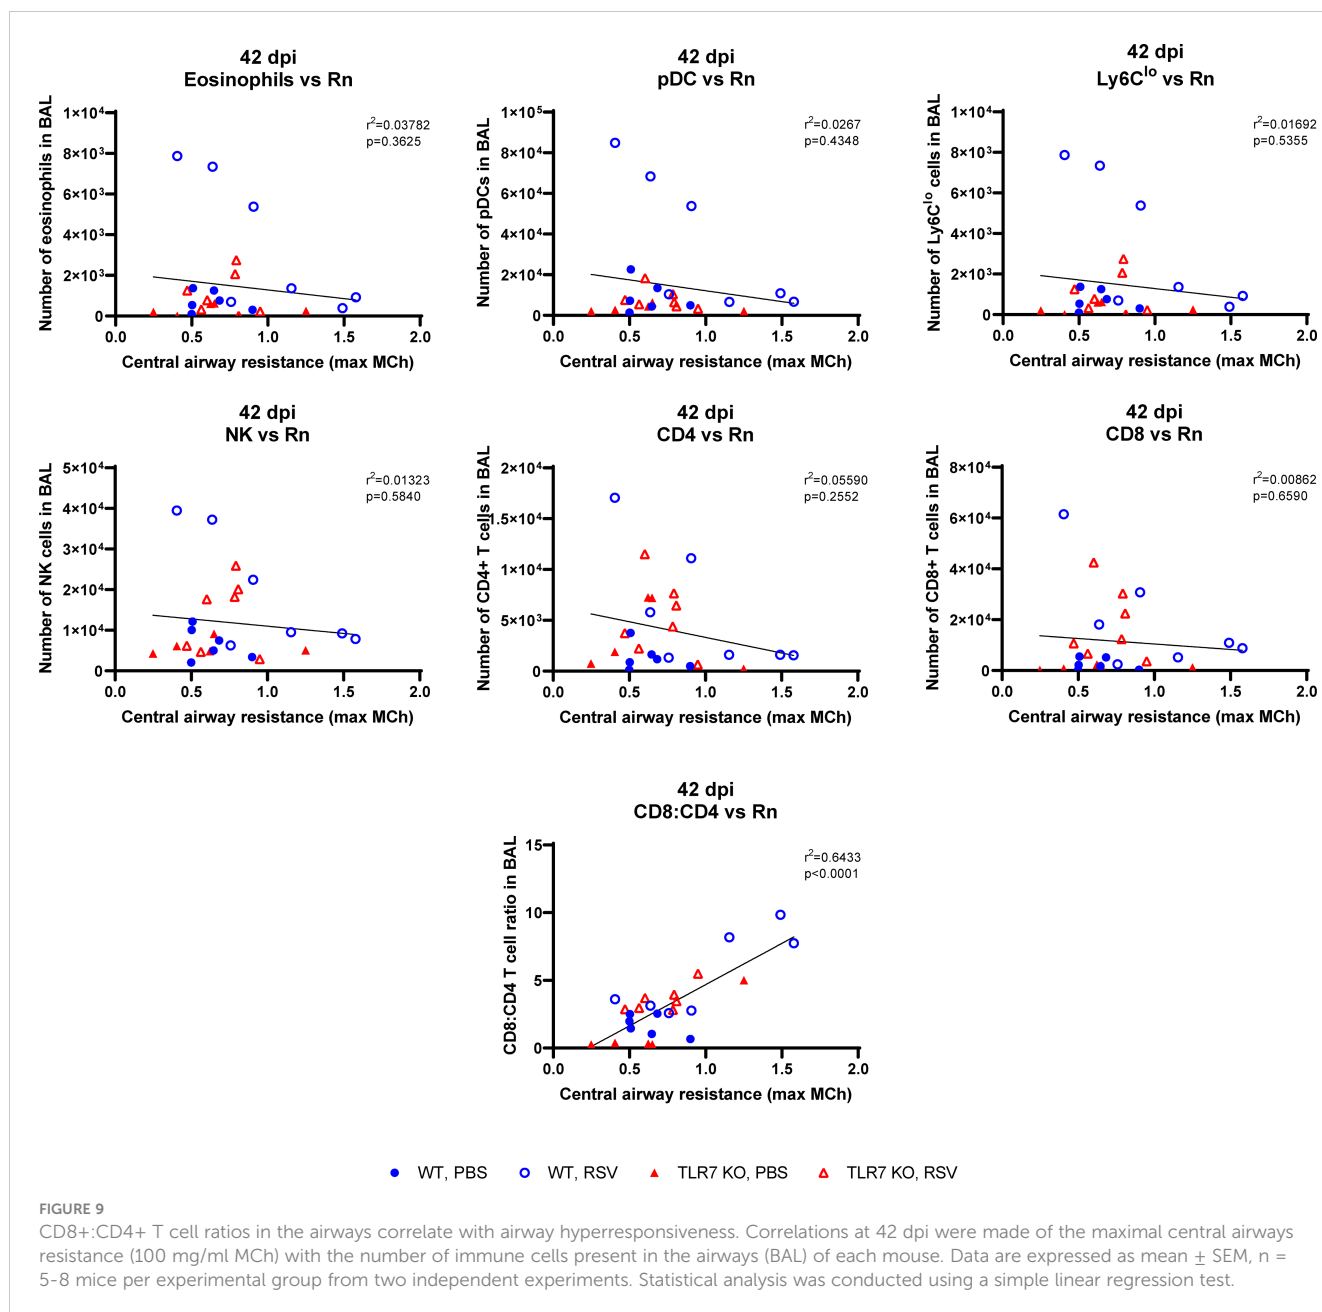 42 dpi
Eosinophils vs Rn
Number of eosinophils in BAL
1×10⁴
8×10³
6×10³
4×10³
2×10³
0
r²=0.03782
p=0.3625
0.0 0.5 1.0 1.5 2.0
Central airway resistance (max MCh)
42 dpi
pDC vs Rn
Number of pDCs in BAL
1×10⁵
8×10⁴
6×10⁴
4×10⁴
2×10⁴
0
r²=0.0267
p=0.4348
0.0 0.5 1.0 1.5 2.0
Central airway resistance (max MCh)
42 dpi
Ly6Cˡᵒ vs Rn
Number of Ly6Cˡᵒ cells in BAL
1×10⁴
8×10³
6×10³
4×10³
2×10³
0
r²=0.01692
p=0.5355
0.0 0.5 1.0 1.5 2.0
Central airway resistance (max MCh)
42 dpi
NK vs Rn
Number of NK cells in BAL
5×10⁴
4×10⁴
3×10⁴
2×10⁴
1×10⁴
0
r²=0.01323
p=0.5840
0.0 0.5 1.0 1.5 2.0
Central airway resistance (max MCh)
42 dpi
CD4 vs Rn
Number of CD4+ T cells in BAL
2×10⁴
1.5×10⁴
1×10⁴
5×10³
0
r²=0.05590
p=0.2552
0.0 0.5 1.0 1.5 2.0
Central airway resistance (max MCh)
42 dpi
CD8 vs Rn
Number of CD8+ T cells in BAL
8×10⁴
6×10⁴
4×10⁴
2×10⁴
0
r²=0.00862
p=0.6590
0.0 0.5 1.0 1.5 2.0
Central airway resistance (max MCh)
42 dpi
CD8:CD4 vs Rn
CD8:CD4 T cell ratio in BAL
15
10
5
0
r²=0.6433
p<0.0001
0.0 0.5 1.0 1.5 2.0
Central airway resistance (max MCh)
WT, PBS WT, RSV TLR7 KO, PBS TLR7 KO, RSV
FIGURE 9
CD8+:CD4+ T cell ratios in the airways correlate with airway hyperresponsiveness. Correlations at 42 dpi were made of the maximal central airways
resistance (100 mg/ml MCh) with the number of immune cells present in the airways (BAL) of each mouse. Data are expressed as mean ± SEM, n =
5-8 mice per experimental group from two independent experiments. Statistical analysis was conducted using a simple linear regression test.